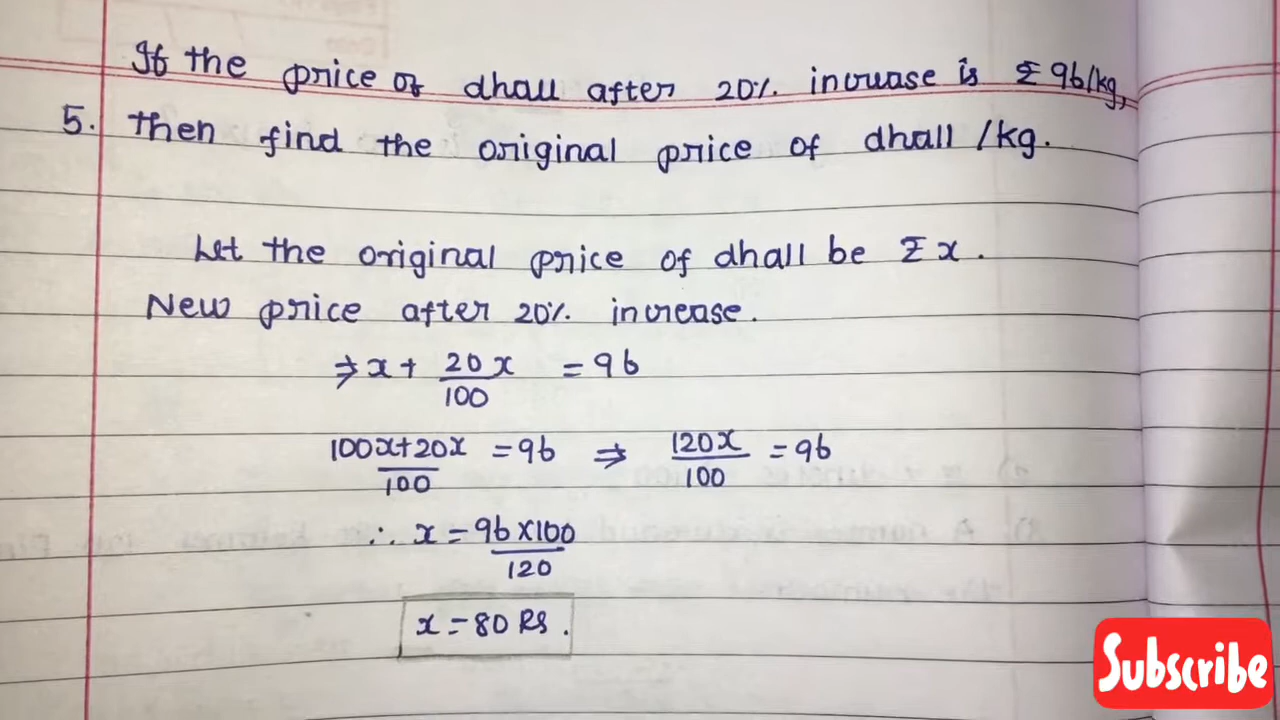 If the price of dhall after 20% increase is ₹ 96/kg,
5. then find the original price of dhall /kg.
Let the original price of dhall be ₹ x.
New price after 20% increase.
⇒ x + 20x/100 = 96
100x+20x/100 = 96 ⇒ 120x/100 = 96
∴ x = 96×100/120
x = 80 Rs.
Subscribe